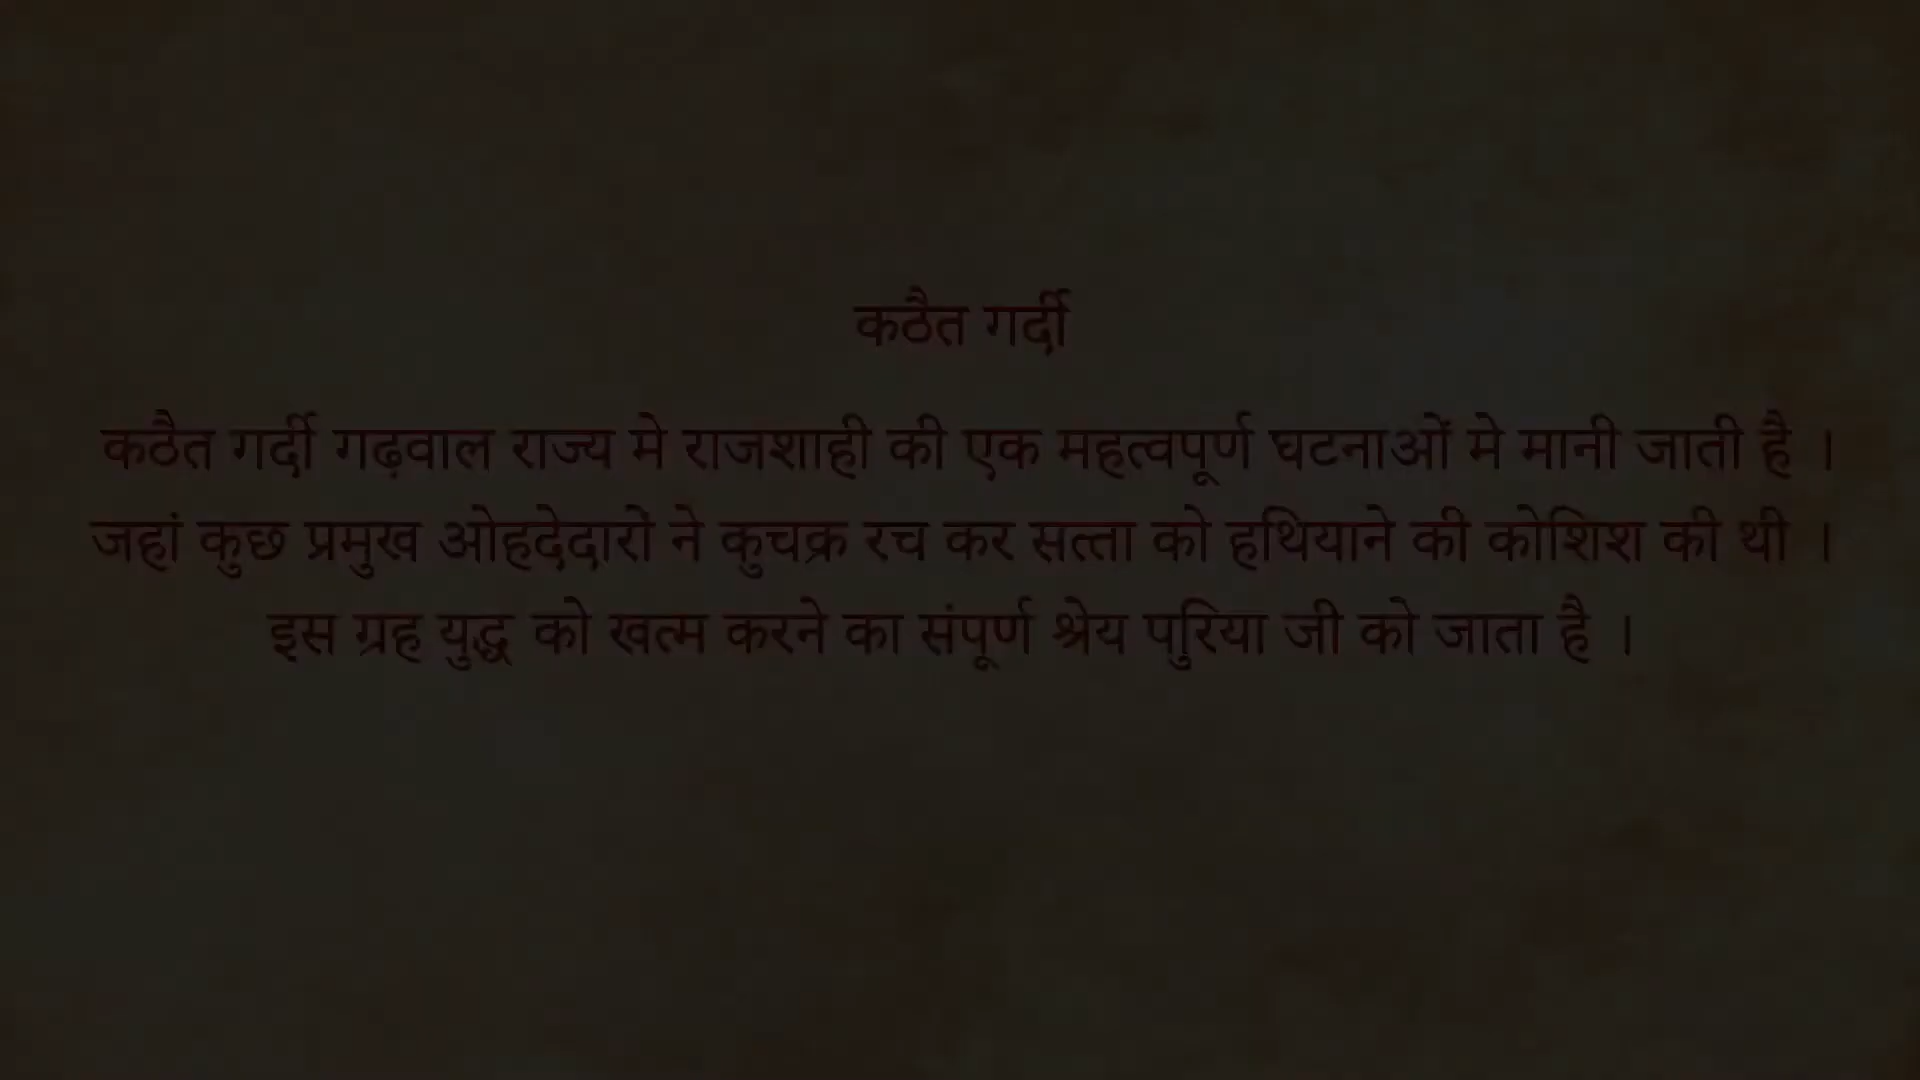 कठैत गर्दी
कठैत गर्दी गढ़वाल राज्य मे राजशाही की एक महत्वपूर्ण घटनाओं मे मानी जाती है ।
जहां कुछ प्रमुख ओहदेदारों ने कुचक्र रच कर सत्ता को हथियाने की कोशिश की थी ।
इस ग्रह युद्ध को खत्म करने का संपूर्ण श्रेय पुरिया जी को जाता है ।